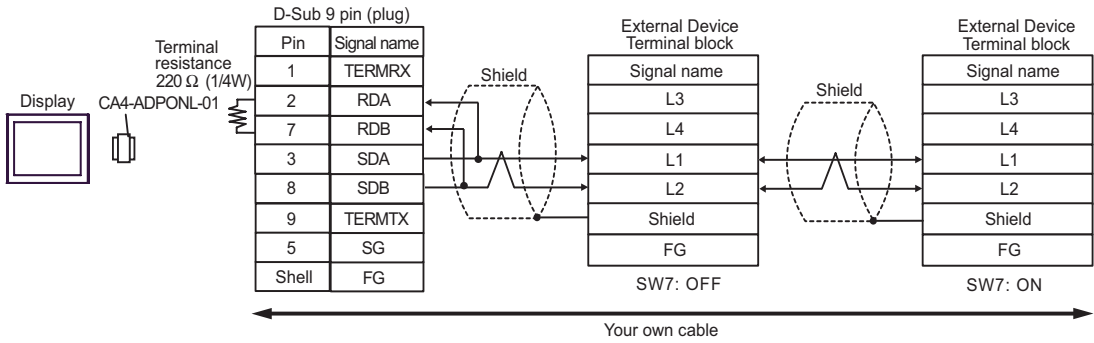 Display
CA4-ADPONL-01
Terminal
resistance
220 Ω (1/4W)
D-Sub 9 pin (plug)
Pin Signal name
1 TERMRX
2 RDA
7 RDB
3 SDA
8 SDB
9 TERMTX
5 SG
Shell FG
Shield
External Device
Terminal block
Signal name
L3
L4
L1
L2
Shield
FG
SW7: OFF
Shield
External Device
Terminal block
Signal name
L3
L4
L1
L2
Shield
FG
SW7: ON
Your own cable